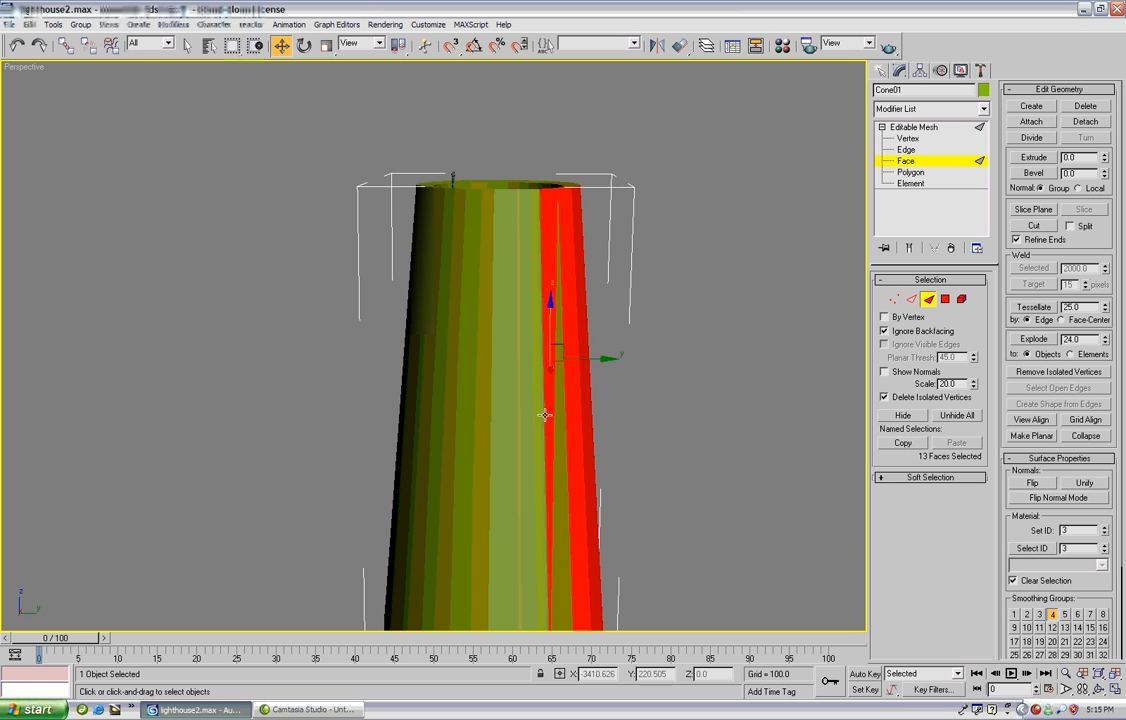 lighthouse2.max
Tools Group Create Modifiers Character Animation Graph Editors Rendering Customize MAXScript Help
All View View
Perspective
Cone01
Modifier List
Editable Mesh
Vertex
Edge
Face
Polygon
Element
Selection
By Vertex
Ignore Backfacing
Ignore Visible Edges
Planar Thresh: 45.0
Show Normals
Scale: 20.0
Delete Isolated Vertices
Hide Unhide All
Named Selections:
Copy Paste
13 Faces Selected
Soft Selection
Edit Geometry
Create Delete
Attach Detach
Divide Turn
Extrude 0.0
Bevel 0.0
Normal: Group Local
Slice Plane Slice
Cut Split
Refine Ends
Weld
Selected 2000.0
Target 15 pixels
Tessellate 25.0
by: Edge Face-Center
Explode 24.0
to: Objects Elements
Remove Isolated Vertices
Select Open Edges
Create Shape from Edges
View Align Grid Align
Make Planar Collapse
Surface Properties
Normals:
Flip Unify
Flip Normal Mode
Material:
Set ID: 3
Select ID 3
Clear Selection
Smoothing Groups:
1 2 3 4 5 6 7 8
9 10 11 12 13 14 15 16
17 18 19 20 21 22 23 24
25 26 27 28 29 30 31 32
z
y
z
y
0 / 100
0 5 10 15 20 25 30 35 40 45 50 55 60 65 70 75 80 85 90 95 100
1 Object Selected X: -3410.626 Y: 220.505 Z: 0.0 Grid = 100.0 Auto Key Selected
Click or click-and-drag to select objects Add Time Tag Set Key Key Filters... 0
start lighthouse2.max - Au... Camtasia Studio - Unt... 5:15 PM